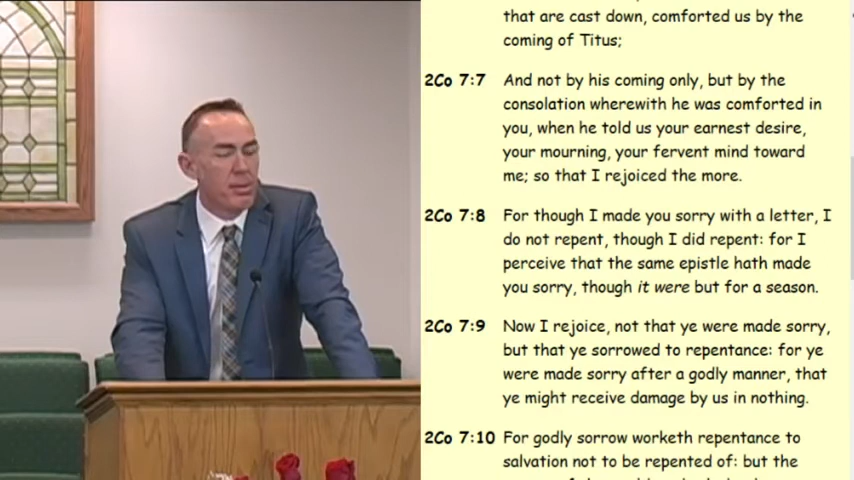 that are cast down, comforted us by the
coming of Titus;
2Co 7:7 And not by his coming only, but by the
consolation wherewith he was comforted in
you, when he told us your earnest desire,
your mourning, your fervent mind toward
me; so that I rejoiced the more.
2Co 7:8 For though I made you sorry with a letter, I
do not repent, though I did repent: for I
perceive that the same epistle hath made
you sorry, though it were but for a season.
2Co 7:9 Now I rejoice, not that ye were made sorry,
but that ye sorrowed to repentance: for ye
were made sorry after a godly manner, that
ye might receive damage by us in nothing.
2Co 7:10 For godly sorrow worketh repentance to
salvation not to be repented of: but the